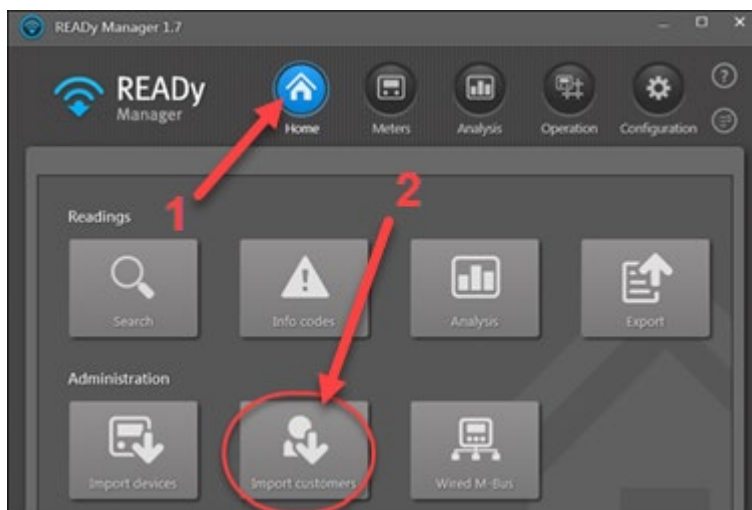 READy Manager 1.7
READy
Manager
Home
Meters
Analysis
Operation
Configuration
?
1
2
Readings
Search
Info codes
Analysis
Export
Administration
Import devices
Import customers
Wired M-Bus